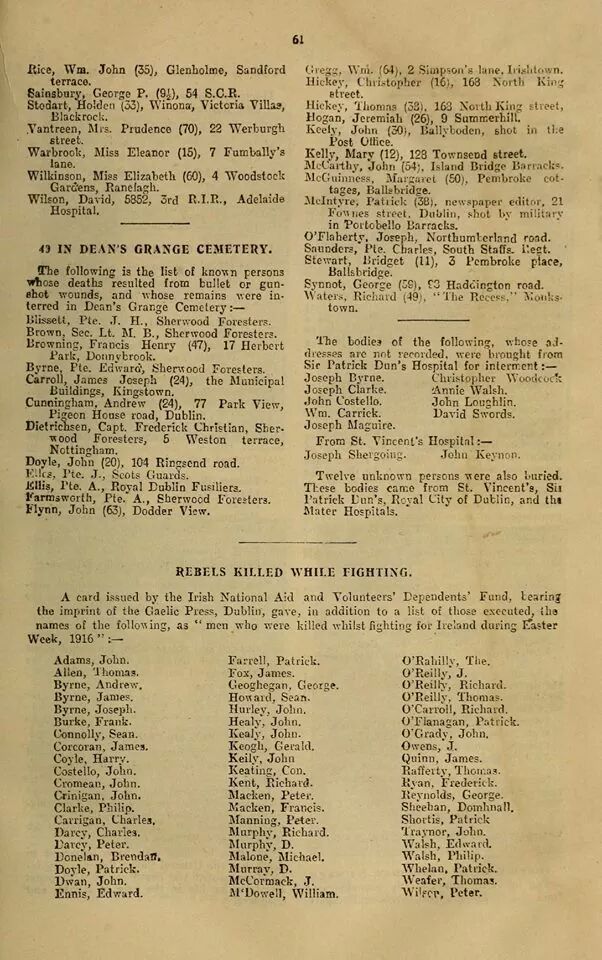 61
Rice, Wm. John (35), Glenholme, Sandford
terrace.
Sainsbury, George P. (9½), 54 S.C.R.
Stodart, Holden (33), Winona, Victoria Villas,
Blackrock.
Vantreen, Mrs. Prudence (70), 22 Werburgh
street.
Warbrook, Miss Eleanor (15), 7 Fumbally's
lane.
Wilkinson, Miss Elizabeth (60), 4 Woodstock
Gardens, Ranelagh.
Wilson, David, 5852, 3rd R.I.R., Adelaide
Hospital.
49 IN DEAN'S GRANGE CEMETERY.
The following is the list of known persons
whose deaths resulted from bullet or gun-
shot wounds, and whose remains were in-
terred in Dean's Grange Cemetery:—
Blissett, Pte. J. H., Sherwood Foresters.
Brown, Sec. Lt. M. B., Sherwood Foresters.
Browning, Francis Henry (47), 17 Herbert
Park, Donnybrook.
Byrne, Pte. Edward, Sherwood Foresters.
Carroll, James Joseph (24), the Municipal
Buildings, Kingstown.
Cunningham, Andrew (24), 77 Park View,
Pigeon House road, Dublin.
Dietrichsen, Capt. Frederick Christian, Sher-
wood Foresters, 5 Weston terrace,
Nottingham.
Doyle, John (20), 104 Ringsend road.
Elles, Pte. J., Scots Guards.
Ellis, Pte. A., Royal Dublin Fusiliers.
Farnsworth, Pte. A., Sherwood Foresters.
Flynn, John (63), Dodder View.
Gregg, Wm. (64), 2 Simpson's lane, Irishtown.
Hickey, Christopher (16), 168 North King
street.
Hickey, Thomas (38), 168 North King street,
Hogan, Jeremiah (26), 9 Summerhill.
Keely, John (30), Ballyboden, shot in the
Post Office.
Kelly, Mary (12), 128 Townsend street.
McCarthy, John (54), Island Bridge Barracks.
McGuinness, Margaret (50), Pembroke cot-
tages, Ballsbridge.
McIntyre, Patrick (38), newspaper editor, 21
Fownes street, Dublin, shot by military
in Portobello Barracks.
O'Flaherty, Joseph, Northumberland road.
Saunders, Pte. Charles, South Staffs. Regt.
Stewart, Bridget (11), 3 Pembroke place,
Ballsbridge.
Synnot, George (59), Haddington road.
Waters, Richard (49), "The Recess," Monks-
town.
The bodies of the following, whose ad-
dresses are not recorded, were brought from
Sir Patrick Dun's Hospital for interment:—
Joseph Byrne. Christopher Woodcock
Joseph Clarke. Annie Walsh.
John Costello. John Loughlin.
Wm. Carrick. David Swords.
Joseph Maguire.
From St. Vincent's Hospital:—
Joseph Shergoing. John Keynon.
Twelve unknown persons were also buried.
These bodies came from St. Vincent's, Sir
Patrick Dun's, Royal City of Dublin, and the
Mater Hospitals.
REBELS KILLED WHILE FIGHTING.
A card issued by the Irish National Aid and Volunteers' Dependents' Fund, bearing
the imprint of the Gaelic Press, Dublin, gave, in addition to a list of those executed, the
names of the following, as "men who were killed whilst fighting for Ireland during Easter
Week, 1916":—
Adams, John.
Allen, Thomas.
Byrne, Andrew.
Byrne, James.
Byrne, Joseph.
Burke, Frank.
Connolly, Sean.
Corcoran, James.
Coyle, Harry.
Costello, John.
Cromean, John.
Crinigan, John.
Clarke, Philip.
Carrigan, Charles.
Darcy, Charles.
Darcy, Peter.
Donelan, Brendan.
Doyle, Patrick.
Dwan, John.
Ennis, Edward.
Farrell, Patrick.
Fox, James.
Geoghegan, George.
Howard, Sean.
Hurley, John.
Healy, John.
Kealy, John.
Keogh, Gerald.
Keily, John
Keating, Con.
Kent, Richard.
Macken, Peter.
Macken, Francis.
Manning, Peter.
Murphy, Richard.
Murphy, D.
Malone, Michael.
Murray, D.
McCormack, J.
McDowell, William.
O'Rahilly, The.
O'Reilly, J.
O'Reilly, Richard.
O'Reilly, Thomas.
O'Carroll, Richard.
O'Flanagan, Patrick.
O'Grady, John.
Owens, J.
Quinn, James.
Rafferty, Thomas.
Ryan, Frederick.
Reynolds, George.
Sheehan, Domhnall.
Shortis, Patrick
Traynor, John.
Walsh, Edward.
Walsh, Philip.
Whelan, Patrick.
Weafer, Thomas.
Wilson, Peter.